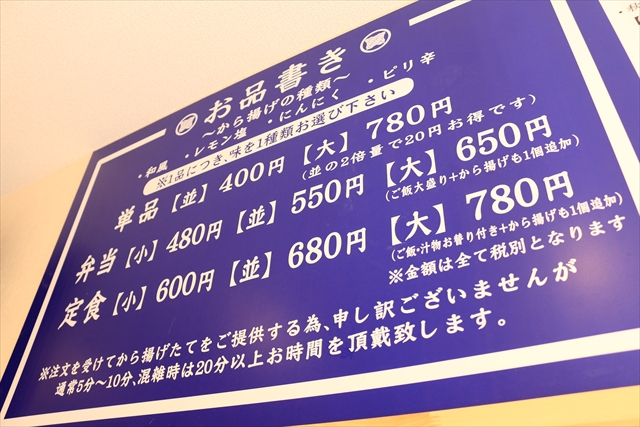 お品書き
～から揚げの種類～
・和風 ・レモン塩 ・にんにく ・ピリ辛
※1品につき、味を1種類お選び下さい
単品【並】400円【大】780円
(並の2倍量で20円お得です)
弁当【小】480円【並】550円【大】650円
(ご飯大盛り+から揚げも1個追加)
定食【小】600円【並】680円【大】780円
(ご飯・汁物お替り付き+から揚げも1個追加)
※金額は全て税別となります
※注文を受けてから揚げたてをご提供する為、申し訳ございませんが
通常5分～10分、混雑時は20分以上お時間を頂戴致します。